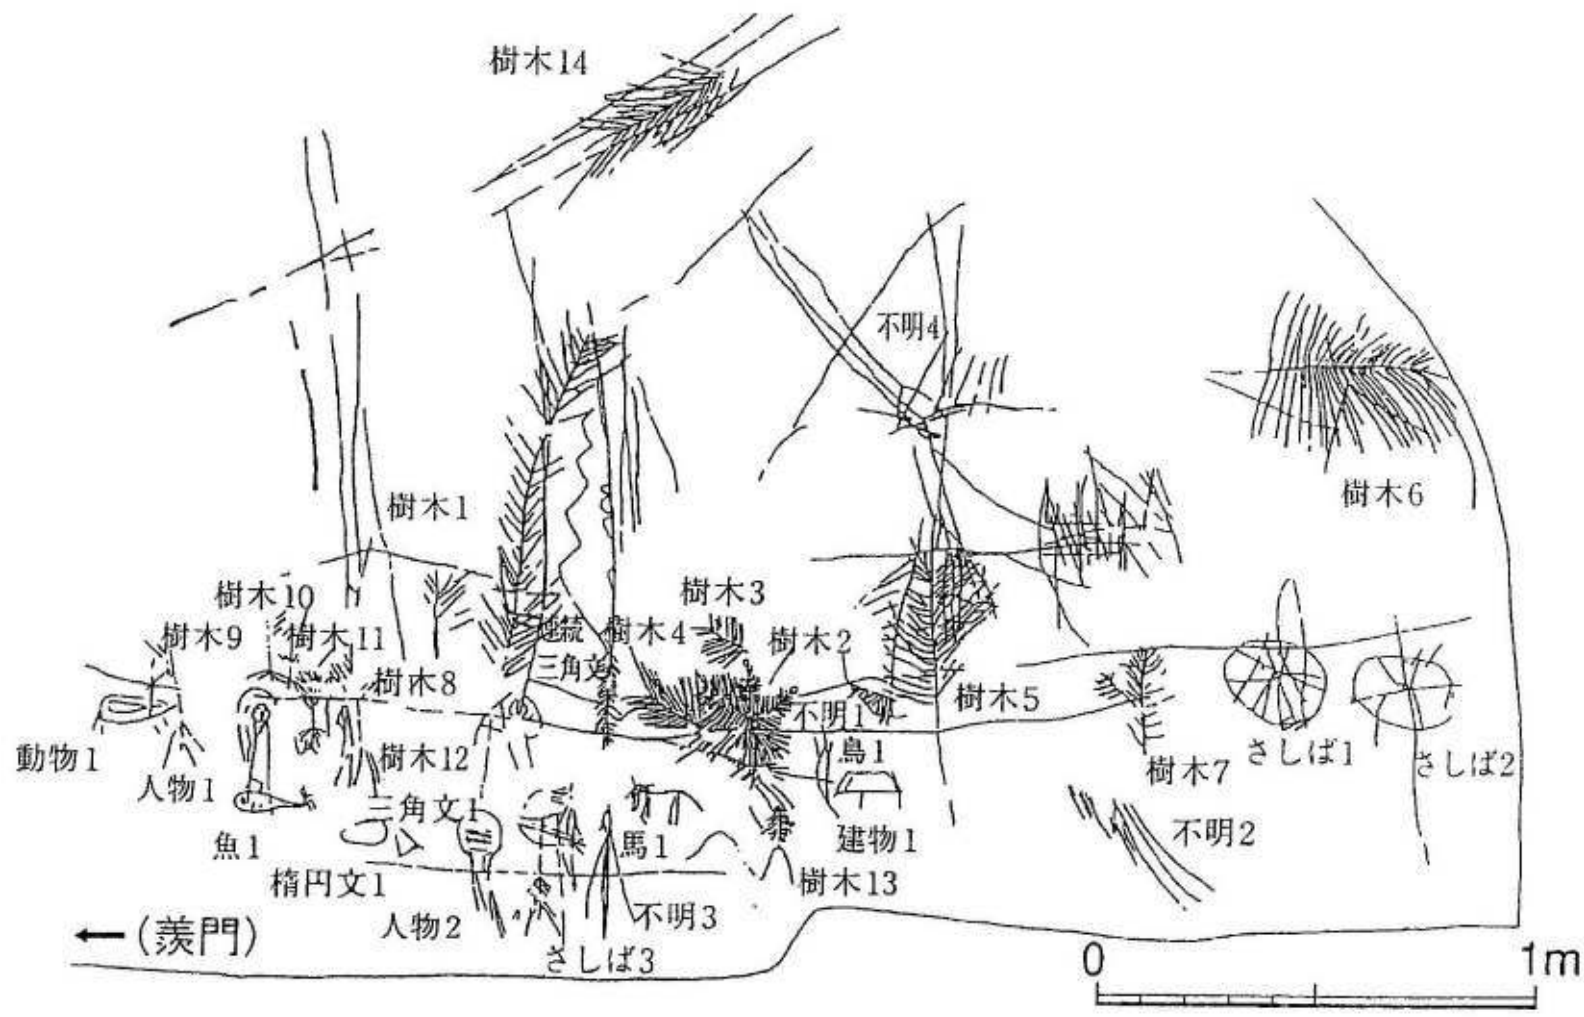 樹木14
不明4
樹木6
樹木1
樹木10
樹木3
樹木9
樹木11
連続
三角文
樹木4
樹木2
樹木8
不明1
樹木5
動物1
人物1
樹木12
鳥1
樹木7
さしば1
さしば2
魚1
三角文1
馬1
建物1
不明2
楕円文1
樹木13
人物2
不明3
さしば3
←(羨門)
0
1m